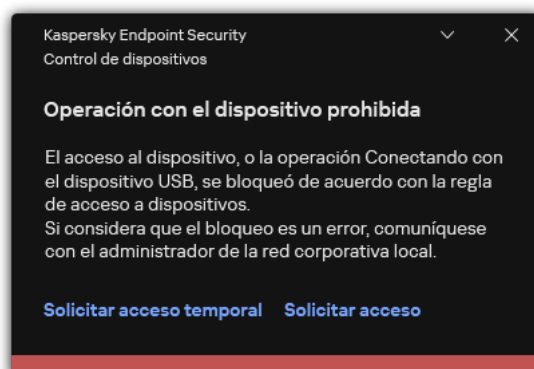 Kaspersky Endpoint Security
Control de dispositivos
Operación con el dispositivo prohibida
El acceso al dispositivo, o la operación Conectando con
el dispositivo USB, se bloqueó de acuerdo con la regla
de acceso a dispositivos.
Si considera que el bloqueo es un error, comuníquese
con el administrador de la red corporativa local.
Solicitar acceso temporal Solicitar acceso